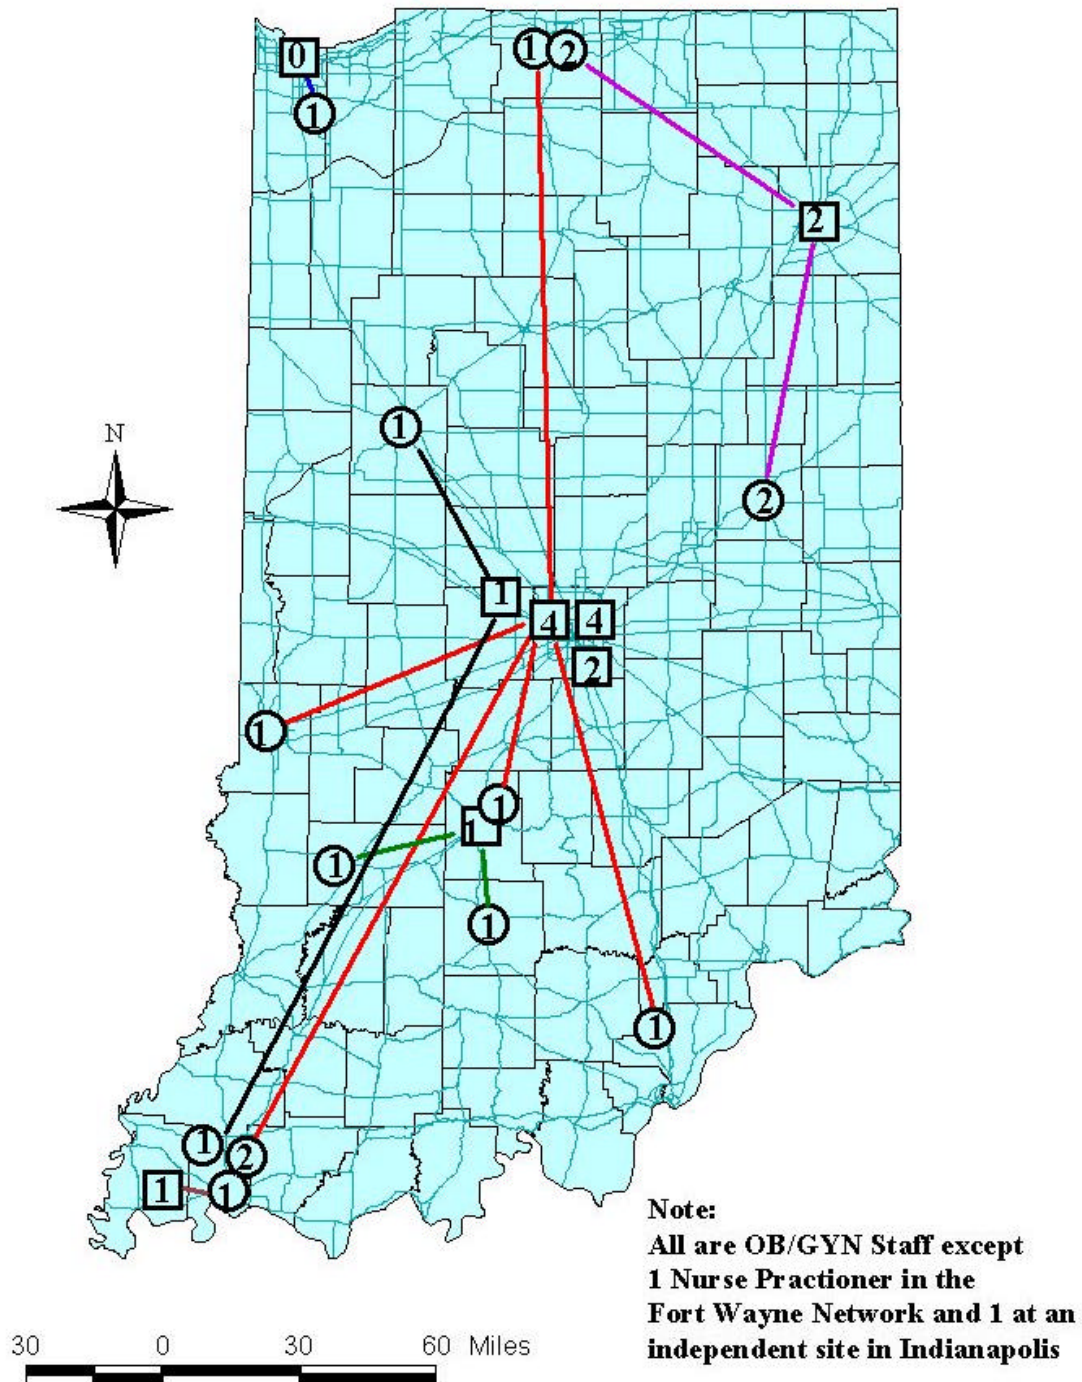 1 2
0
1
2
1
N
2
1
4 4
2
1
1
1
1
1
1
1
2
1 1
Note:
All are OB/GYN Staff except
1 Nurse Practioner in the
Fort Wayne Network and 1 at an
independent site in Indianapolis
30 0 30 60 Miles